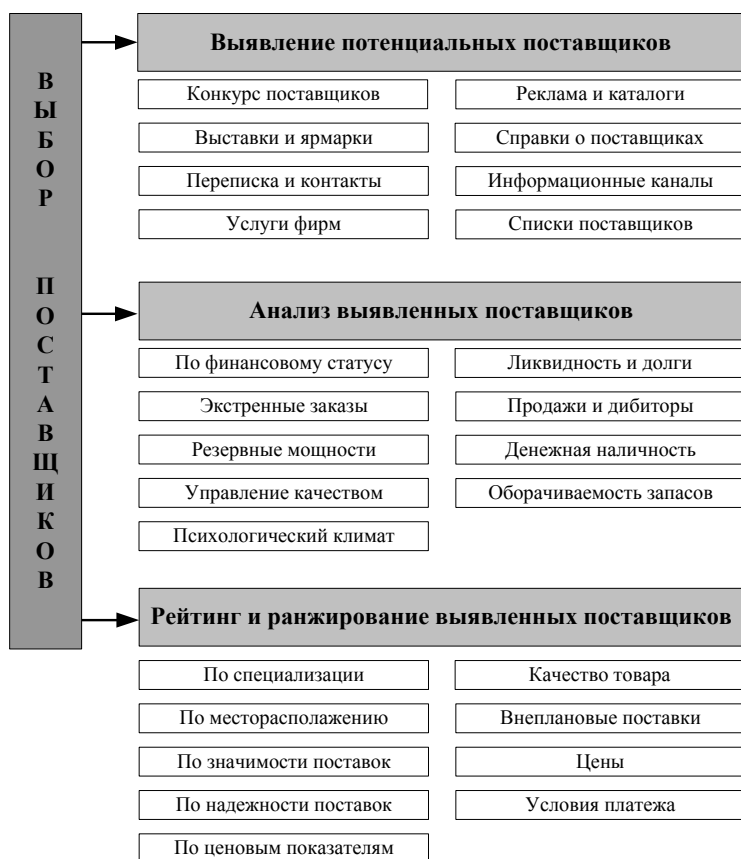 ВЫБОР ПОСТАВЩИКОВ
Выявление потенциальных поставщиков
Конкурс поставщиков
Реклама и каталоги
Выставки и ярмарки
Справки о поставщиках
Переписка и контакты
Информационные каналы
Услуги фирм
Списки поставщиков
Анализ выявленных поставщиков
По финансовому статусу
Ликвидность и долги
Экстренные заказы
Продажи и дибиторы
Резервные мощности
Денежная наличность
Управление качеством
Оборачиваемость запасов
Психологический климат
Рейтинг и ранжирование выявленных поставщиков
По специализации
Качество товара
По месторасполажению
Внеплановые поставки
По значимости поставок
Цены
По надежности поставок
Условия платежа
По ценовым показателям